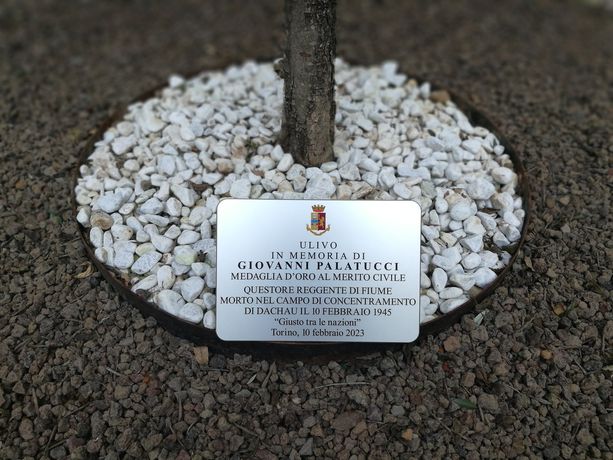 ULIVO
IN MEMORIA DI
GIOVANNI PALATUCCI
MEDAGLIA D'ORO AL MERITO CIVILE
QUESTORE REGGENTE DI FIUME
MORTO NEL CAMPO DI CONCENTRAMENTO
DI DACHAU IL 10 FEBBRAIO 1945
“Giusto tra le nazioni”
Torino, 10 febbraio 2023